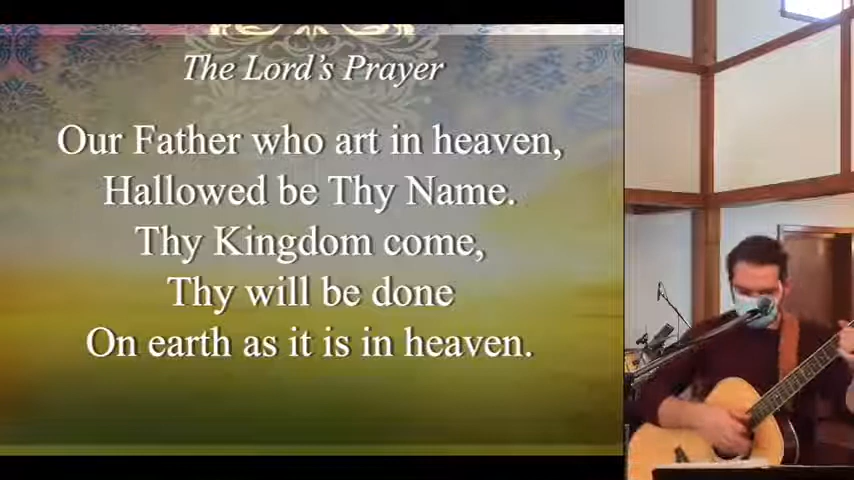 The Lord's Prayer
Our Father who art in heaven,
Hallowed be Thy Name.
Thy Kingdom come,
Thy will be done
On earth as it is in heaven.